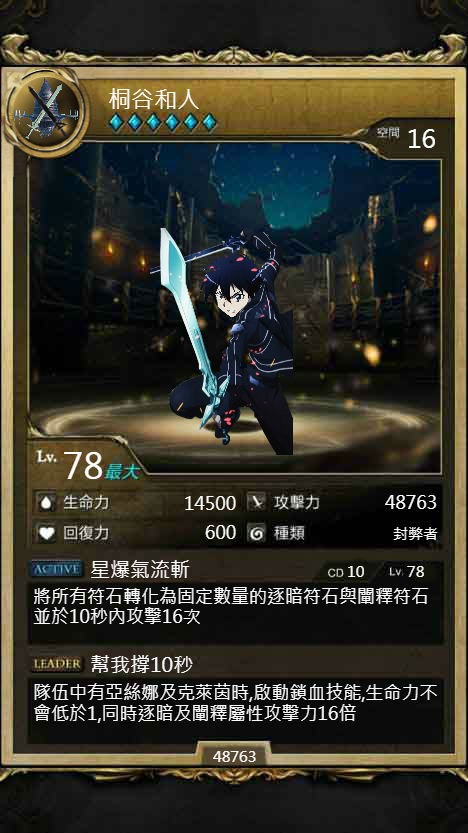 桐谷和人
空間 16
Lv. 78 最大
生命力 14500 攻擊力 48763
回復力 600 種類 封弊者
ACTIVE 星爆氣流斬 CD 10 Lv. 78
將所有符石轉化為固定數量的逐暗符石與闡釋符石
並於10秒內攻擊16次
LEADER 幫我撐10秒
隊伍中有亞絲娜及克萊茵時,啟動鎖血技能,生命力不
會低於1,同時逐暗及闡釋屬性攻擊力16倍
48763